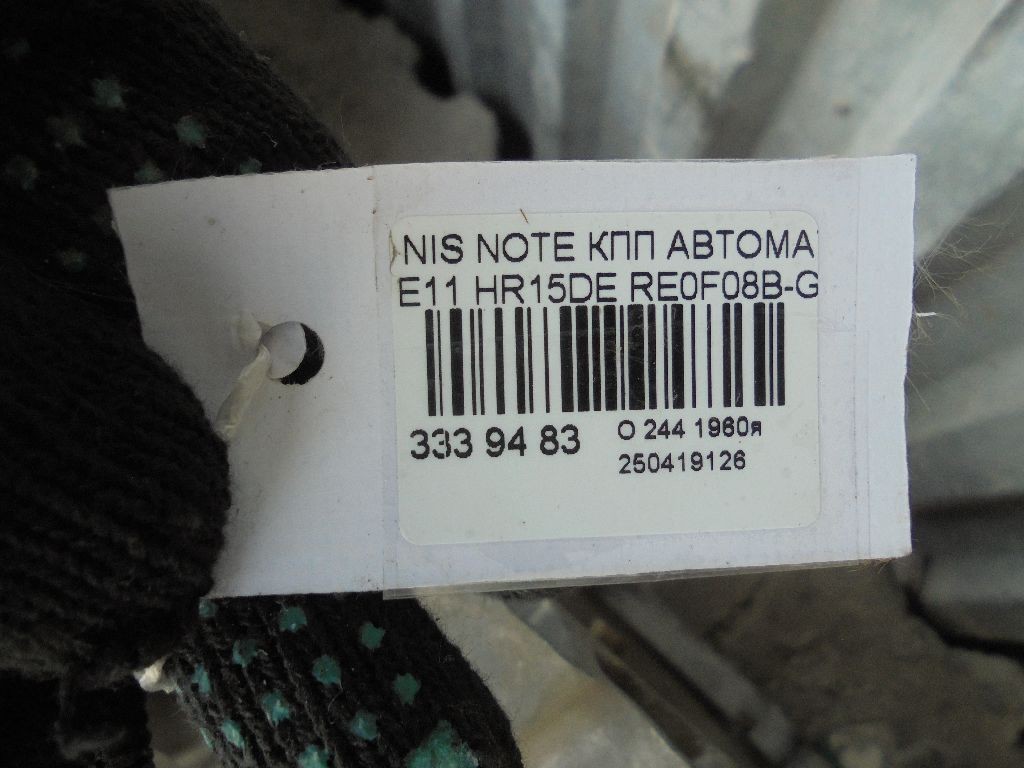 NIS NOTE КПП АВТОМА
E11 HR15DE RE0F08B-G
333 94 83
О 244 1960я
250419126